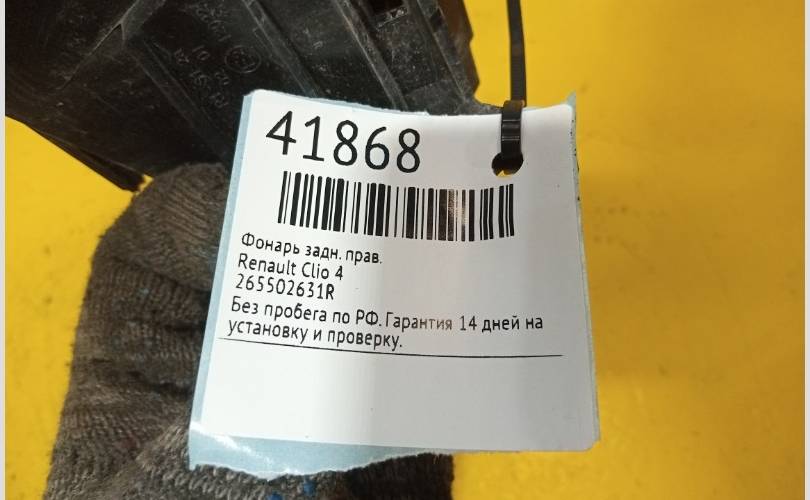 41868
Фонарь задн. прав.
Renault Clio 4
265502631R
Без пробега по РФ. Гарантия 14 дней на
установку и проверку.